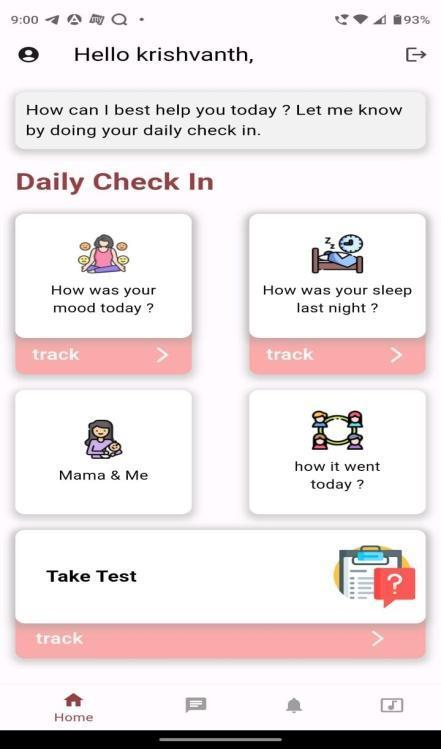 9:00
93%
Hello krishvanth,
How can I best help you today ? Let me know
by doing your daily check in.
Daily Check In
How was your
mood today ?
track
How was your sleep
last night ?
track
Mama & Me
how it went
today ?
Take Test
?
track
Home